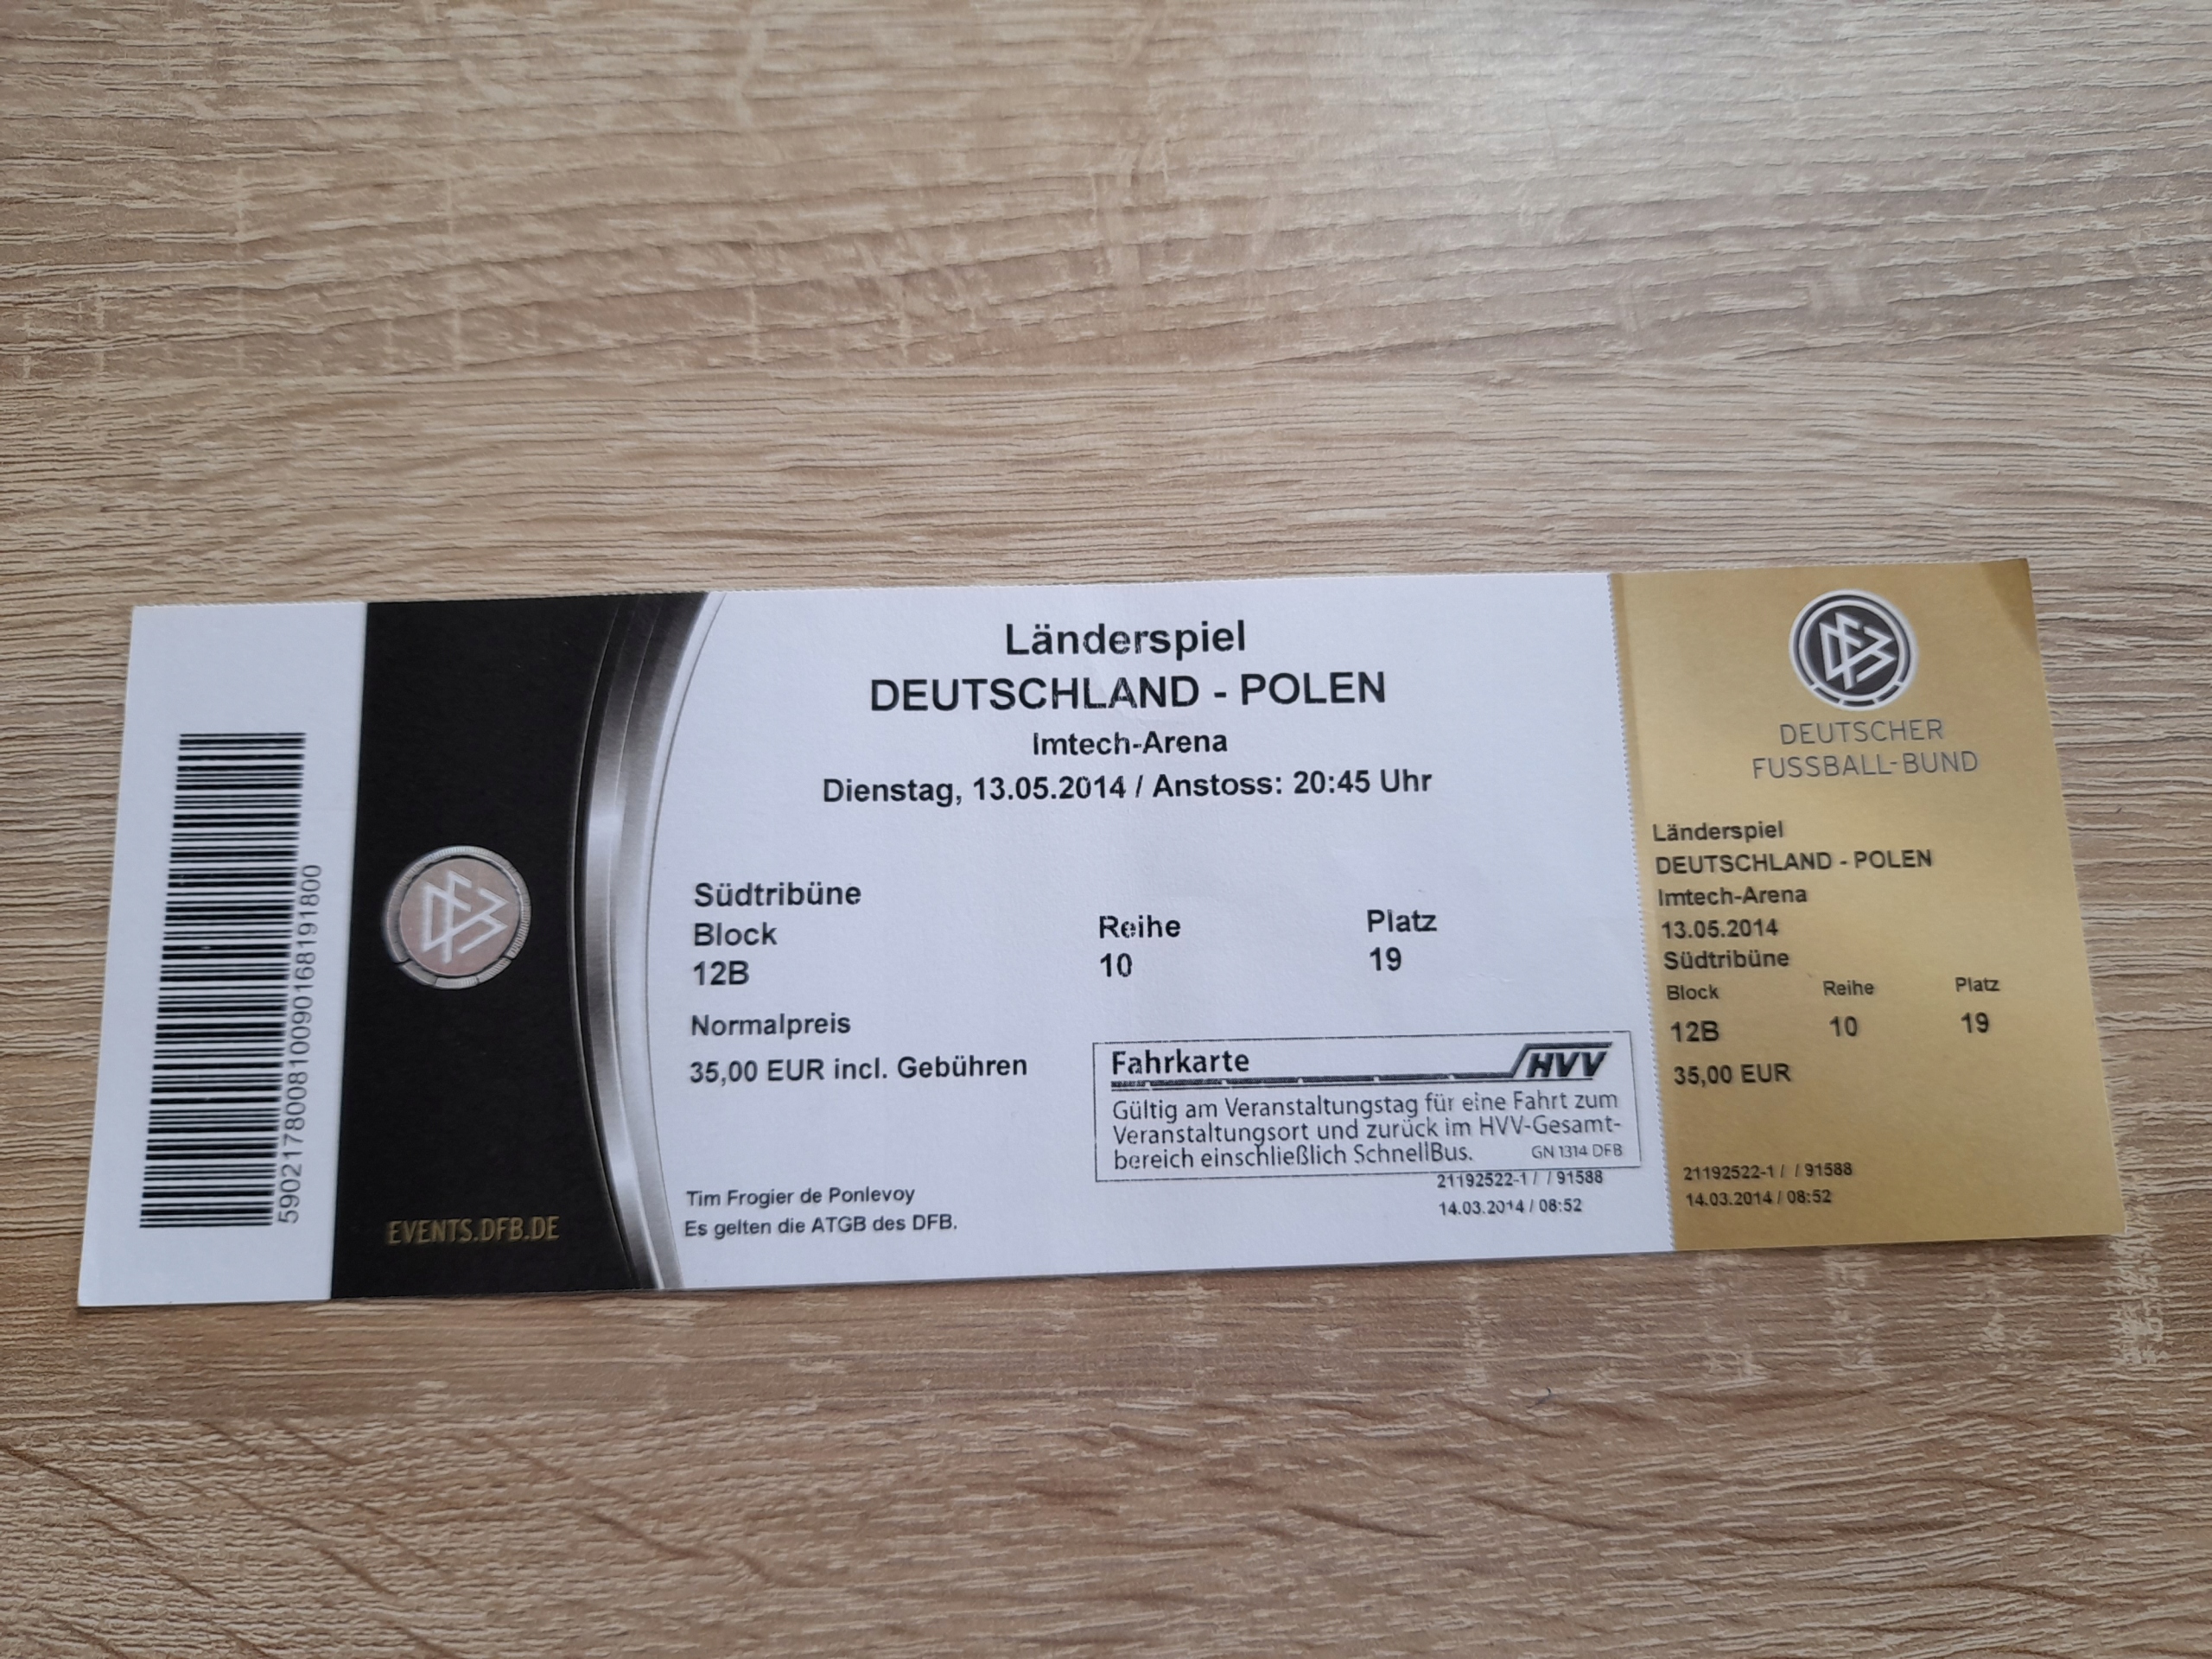 5902178008100901681918​00
EVENTS.DFB.DE
Länderspiel
DEUTSCHLAND - POLEN
Imtech-Arena
Dienstag, 13.05.2014 / Anstoss: 20:45 Uhr
Südtribüne
Block Reihe Platz
12B 10 19
Normalpreis
35,00 EUR incl. Gebühren
Fahrkarte HVV
Gültig am Veranstaltungstag für eine Fahrt zum
Veranstaltungsort und zurück im HVV-Gesamt-
bereich einschließlich SchnellBus. GN 1314 DFB
21192522-1 / / 91588
14.03.2014 / 08:52
Tim Frogier de Ponlevoy
Es gelten die ATGB des DFB.
DFB
DEUTSCHER
FUSSBALL-BUND
Länderspiel
DEUTSCHLAND - POLEN
Imtech-Arena
13.05.2014
Südtribüne
Block Reihe Platz
12B 10 19
35,00 EUR
21192522-1 / / 91588
14.03.2014 / 08:52